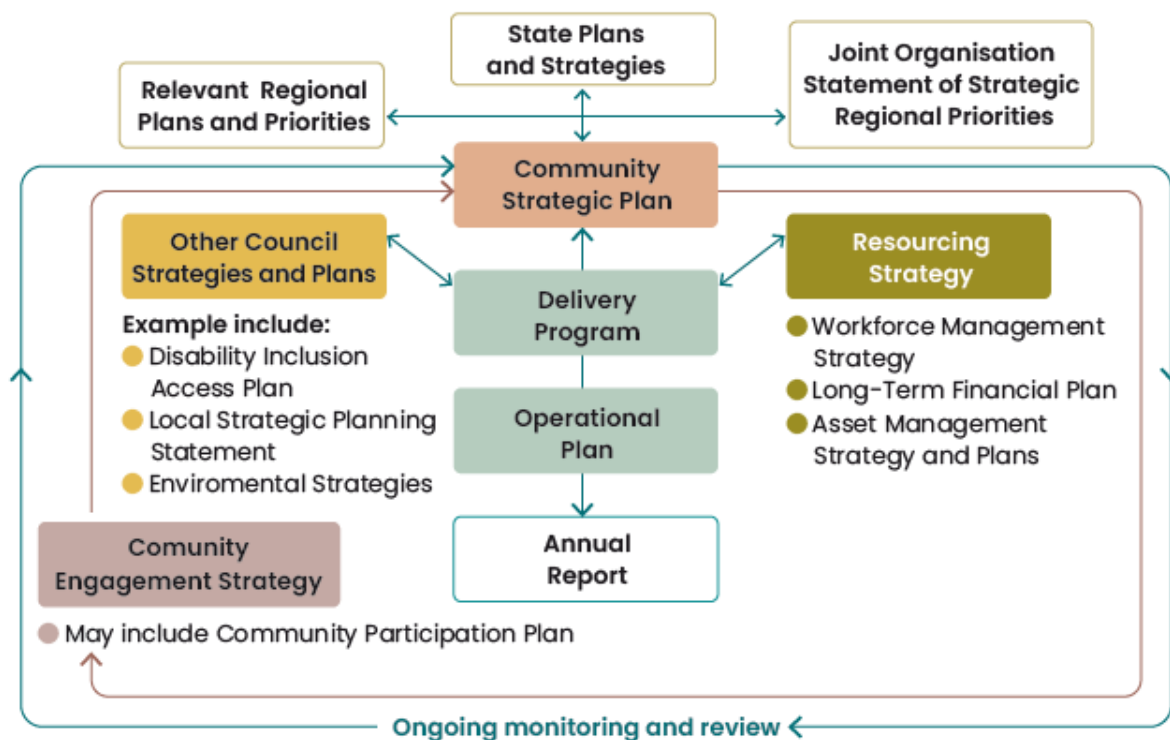 State Plans
and Strategies
Relevant Regional
Plans and Priorities
Joint Organisation
Statement of Strategic
Regional Priorities
Community
Strategic Plan
Other Council
Strategies and Plans
Example include:
Disability Inclusion
Access Plan
Local Strategic Planning
Statement
Enviromental Strategies
Delivery
Program
Operational
Plan
Annual
Report
Resourcing
Strategy
Workforce Management
Strategy
Long-Term Financial Plan
Asset Management
Strategy and Plans
Comunity
Engagement Strategy
May include Community Participation Plan
Ongoing monitoring and review